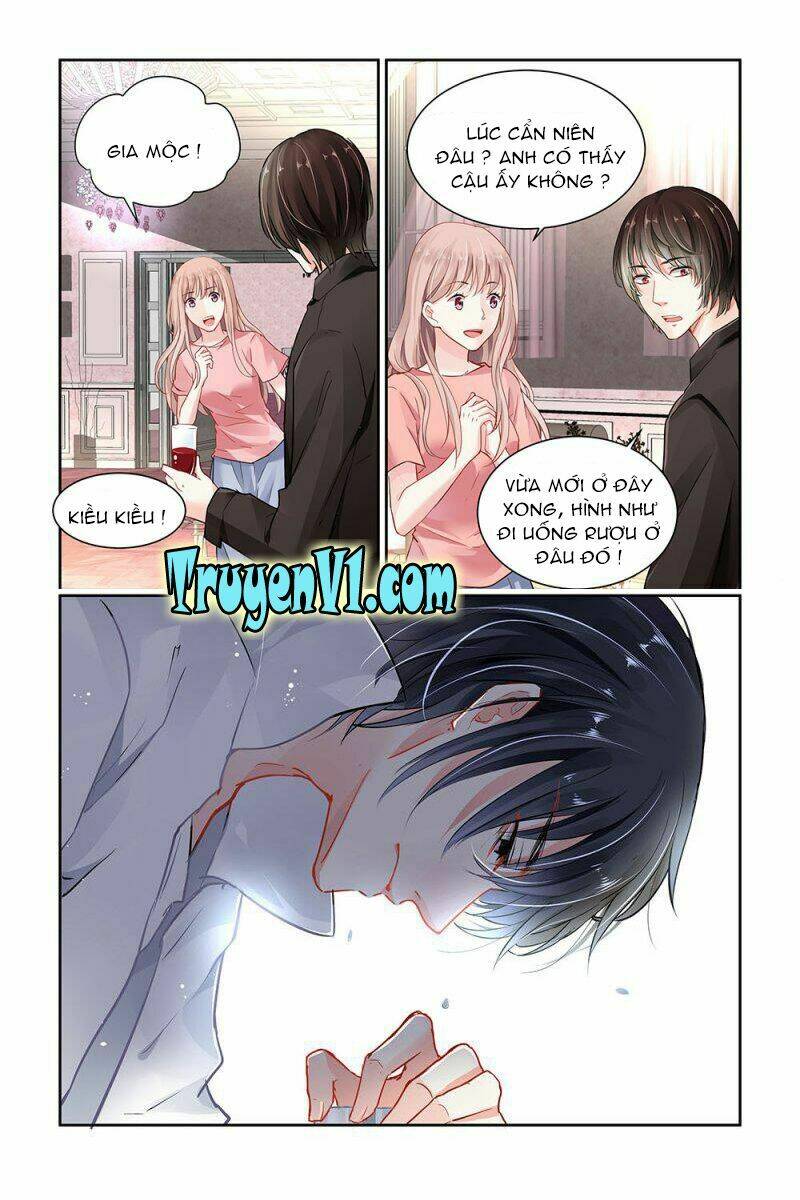 GIA MỘC !
KIỀU KIỀU !
LÚC CẨN NIÊN
ĐÂU ? ANH CÓ THẤY
CẬU ẤY KHÔNG ?
VỪA MỚI Ở ĐÂY
XONG, HÌNH NHƯ
ĐI UỐNG RƯỢU Ở
ĐÂU ĐÓ !
TruyenV1.com